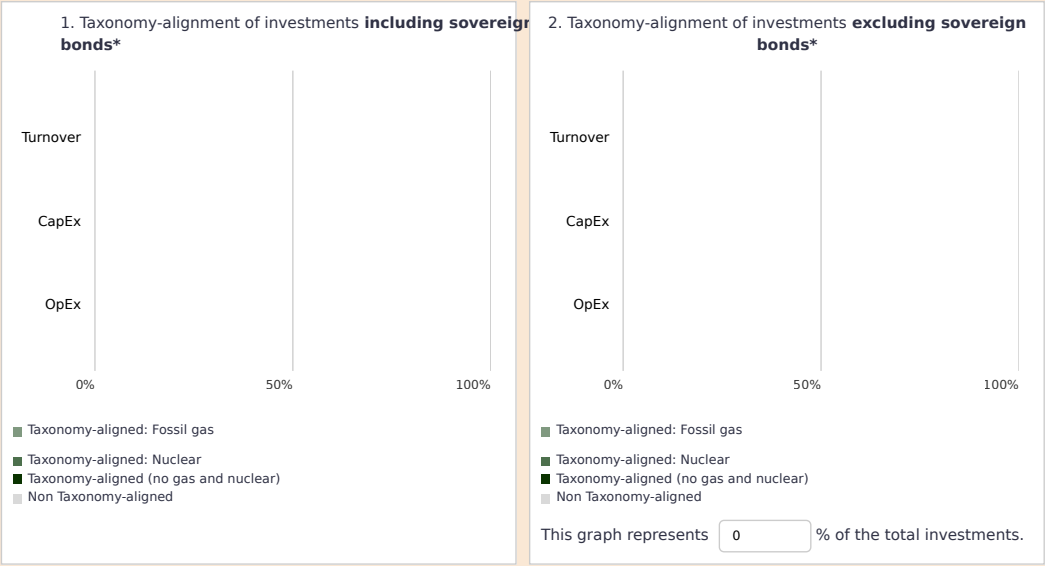 1. Taxonomy-alignment of investments including sovereign
bonds*
Turnover
CapEx
OpEx
0% 50% 100%
Taxonomy-aligned: Fossil gas
Taxonomy-aligned: Nuclear
Taxonomy-aligned (no gas and nuclear)
Non Taxonomy-aligned
2. Taxonomy-alignment of investments excluding sovereign
bonds*
Turnover
CapEx
OpEx
0% 50% 100%
Taxonomy-aligned: Fossil gas
Taxonomy-aligned: Nuclear
Taxonomy-aligned (no gas and nuclear)
Non Taxonomy-aligned
This graph represents 0 % of the total investments.